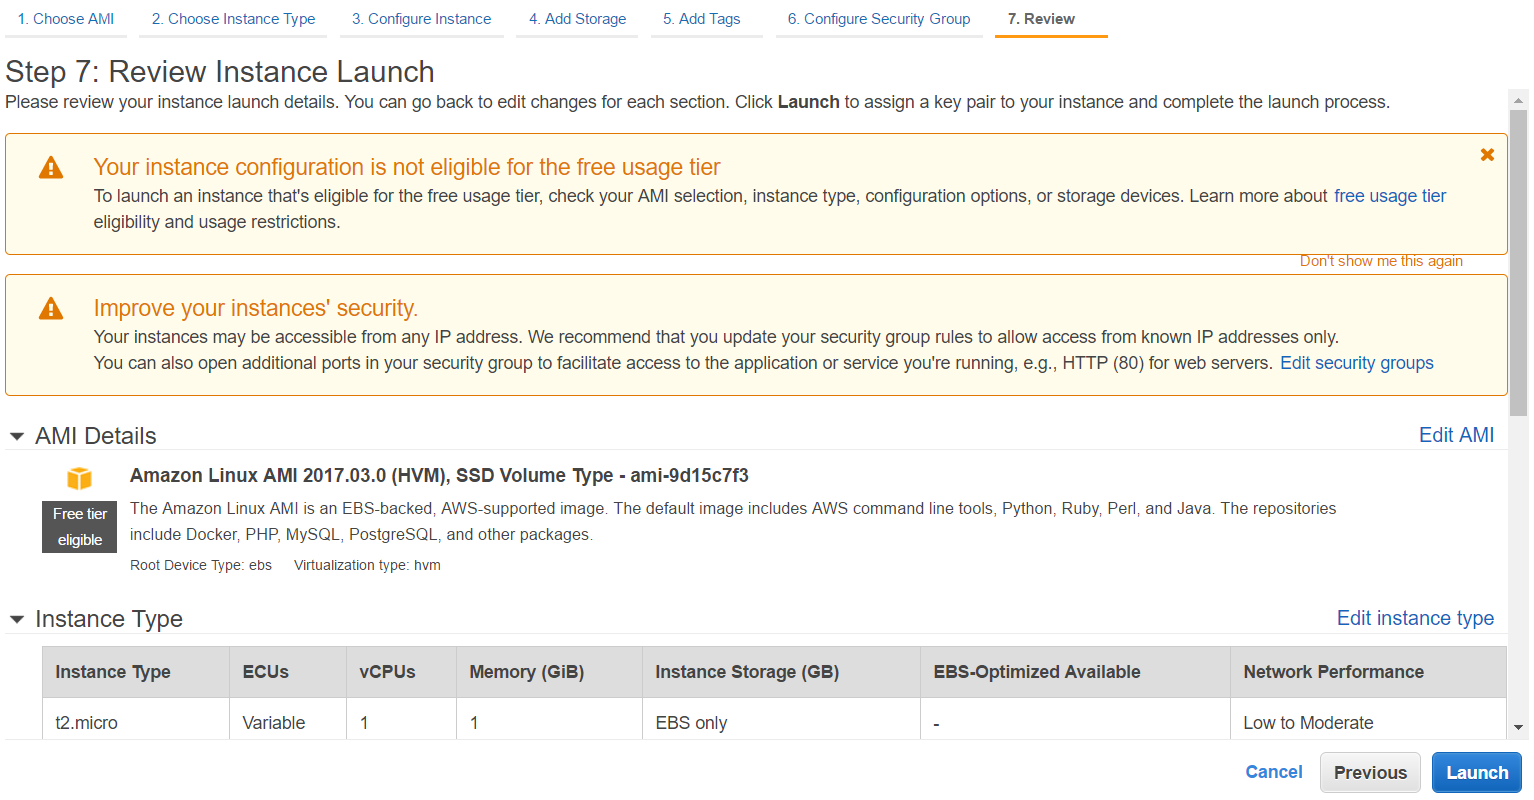 1. Choose AMI 2. Choose Instance Type 3. Configure Instance 4. Add Storage 5. Add Tags 6. Configure Security Group 7. Review
Step 7: Review Instance Launch
Please review your instance launch details. You can go back to edit changes for each section. Click Launch to assign a key pair to your instance and complete the launch process.
Your instance configuration is not eligible for the free usage tier
To launch an instance that's eligible for the free usage tier, check your AMI selection, instance type, configuration options, or storage devices. Learn more about free usage tier
eligibility and usage restrictions.
Don't show me this again
Improve your instances' security.
Your instances may be accessible from any IP address. We recommend that you update your security group rules to allow access from known IP addresses only.
You can also open additional ports in your security group to facilitate access to the application or service you're running, e.g., HTTP (80) for web servers. Edit security groups
AMI Details Edit AMI
Amazon Linux AMI 2017.03.0 (HVM), SSD Volume Type - ami-9d15c7f3
Free tier
eligible
The Amazon Linux AMI is an EBS-backed, AWS-supported image. The default image includes AWS command line tools, Python, Ruby, Perl, and Java. The repositories
include Docker, PHP, MySQL, PostgreSQL, and other packages.
Root Device Type: ebs Virtualization type: hvm
Instance Type Edit instance type
Instance Type ECUs vCPUs Memory (GiB) Instance Storage (GB) EBS-Optimized Available Network Performance
t2.micro Variable 1 1 EBS only - Low to Moderate
Cancel Previous Launch